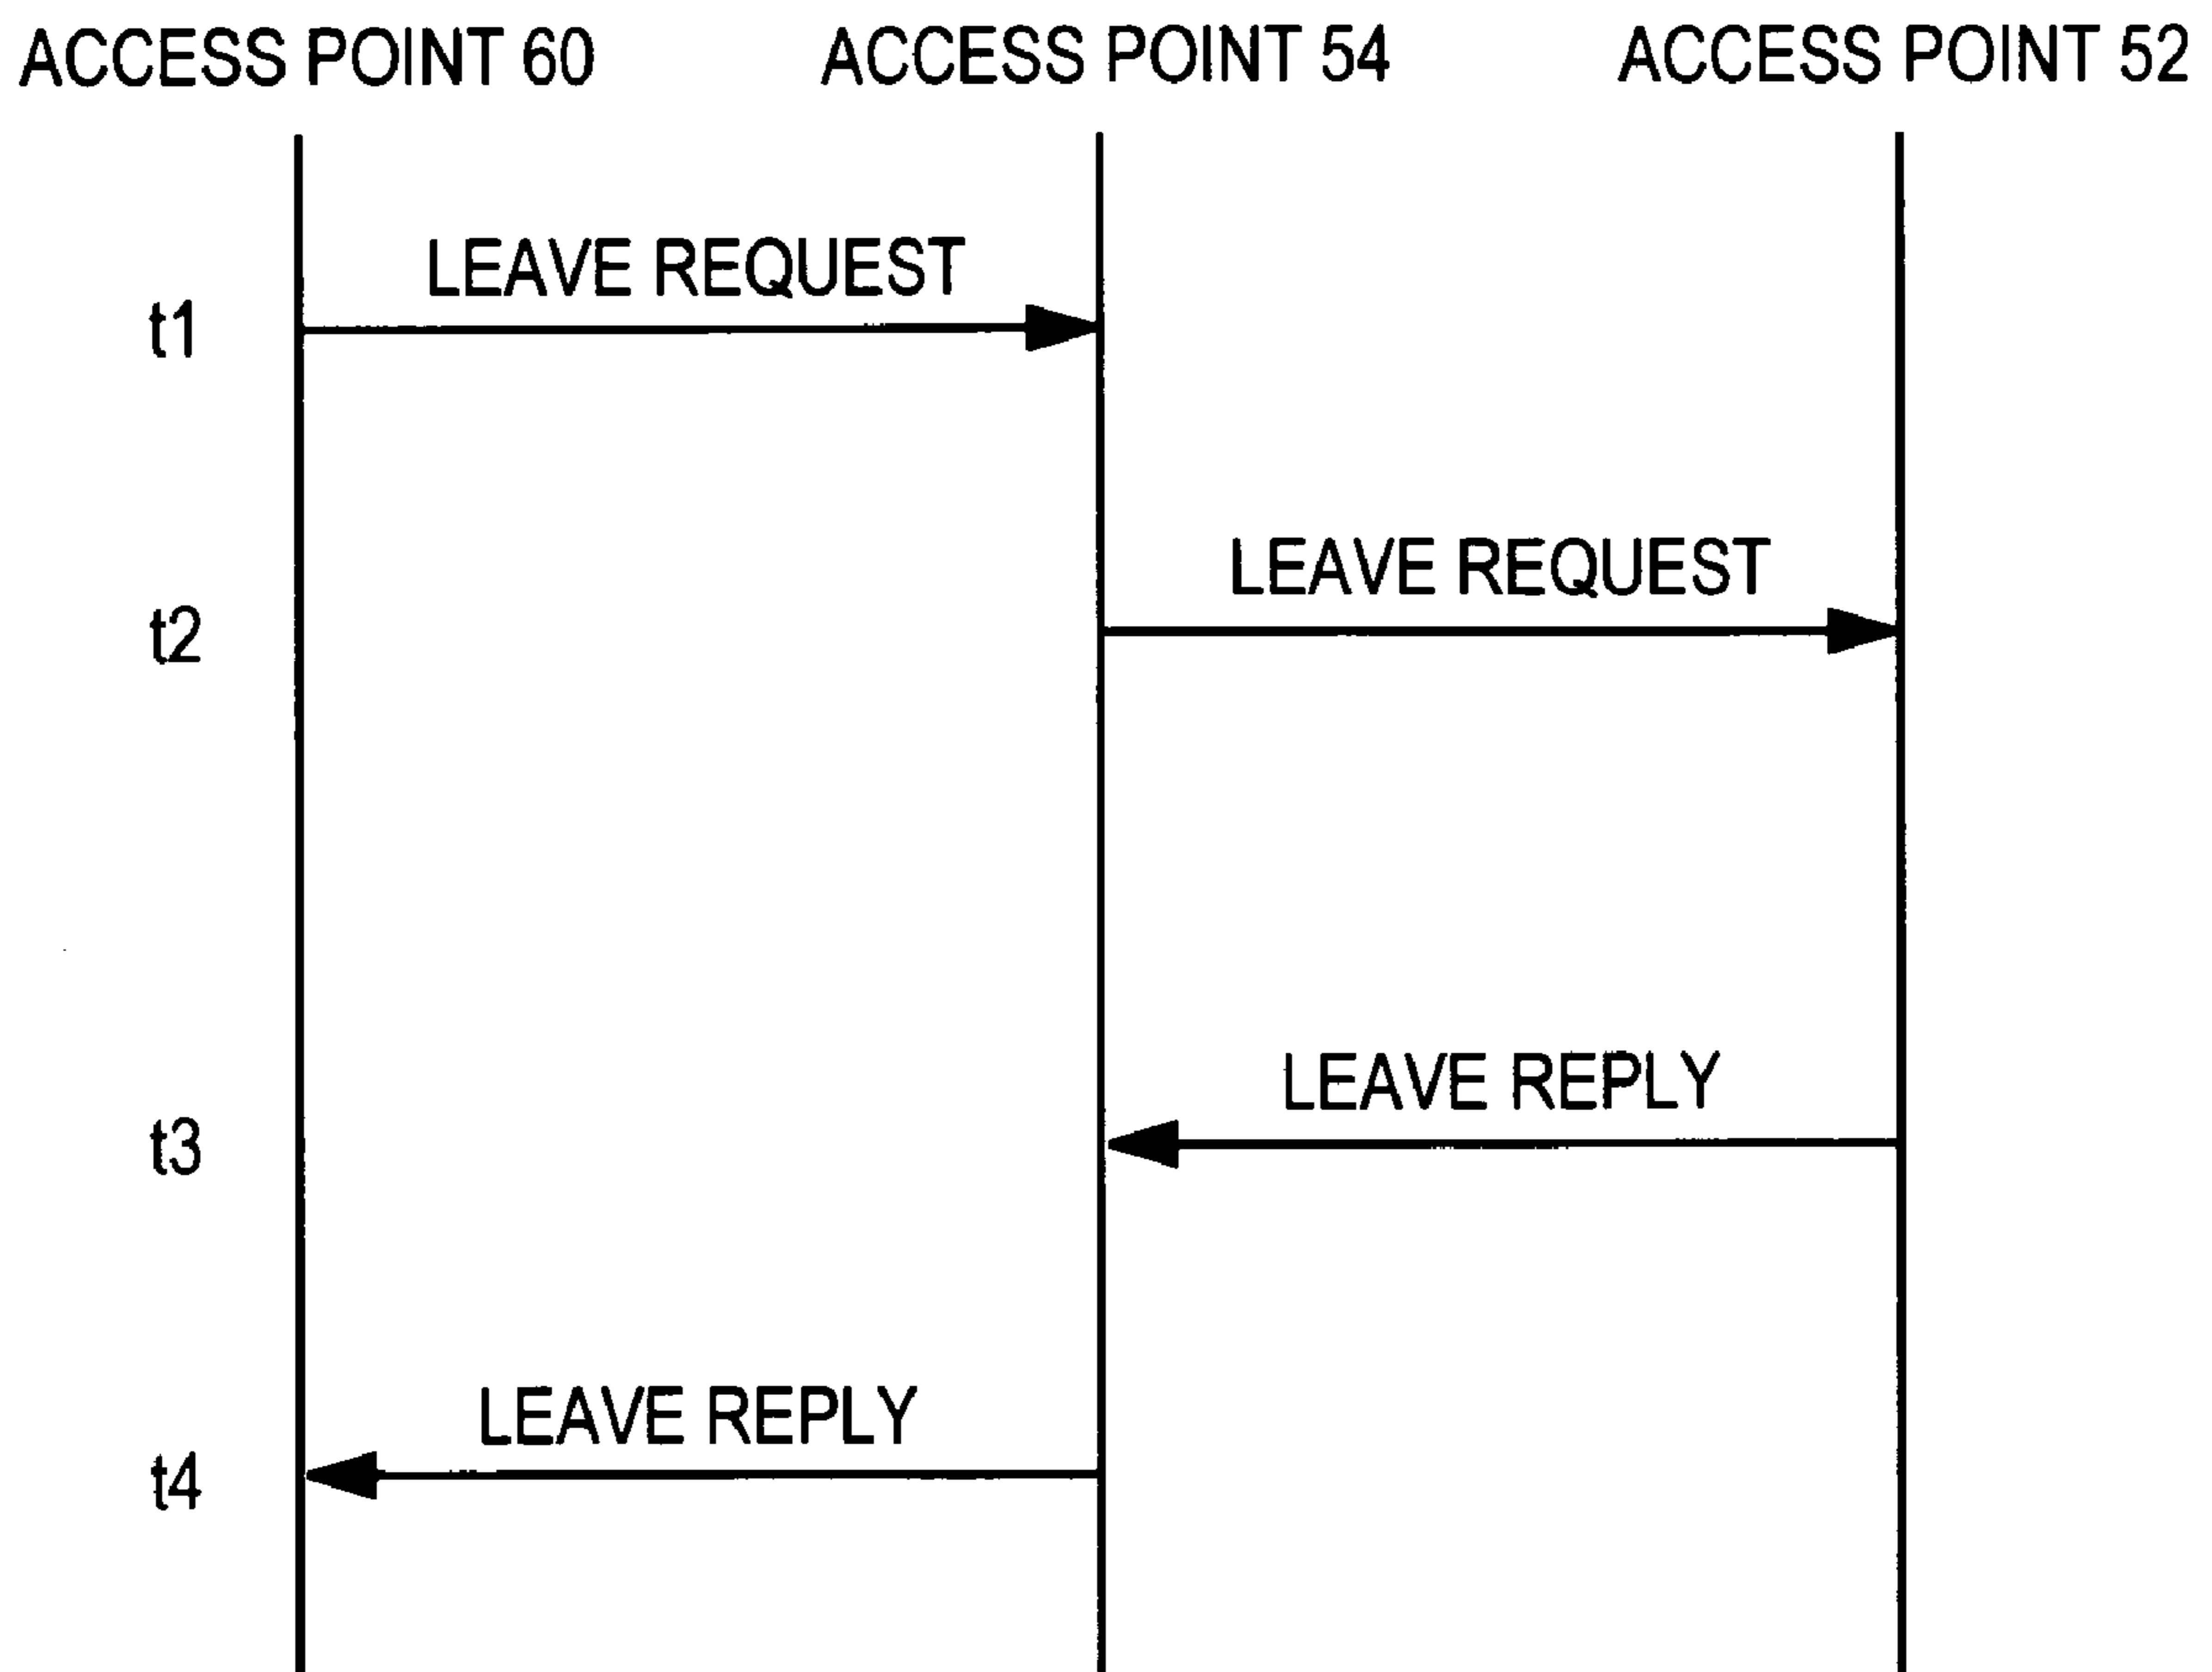 ACCESS POINT 60
ACCESS POINT 54
ACCESS POINT 52
LEAVE REQUEST
t1
LEAVE REQUEST
t2
LEAVE REPLY
t3
LEAVE REPLY
t4